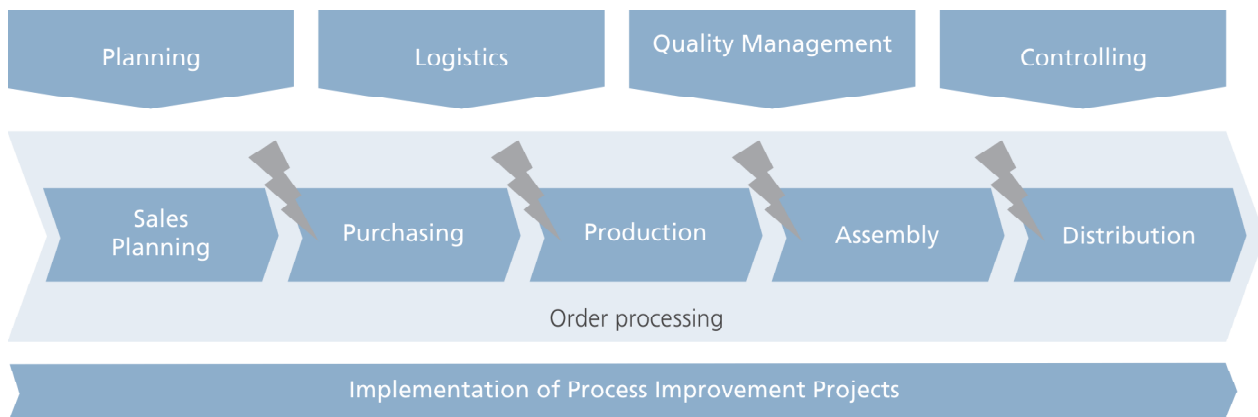 Planning
Logistics
Quality Management
Controlling
Sales
Planning
Purchasing
Production
Assembly
Distribution
Order processing
Implementation of Process Improvement Projects